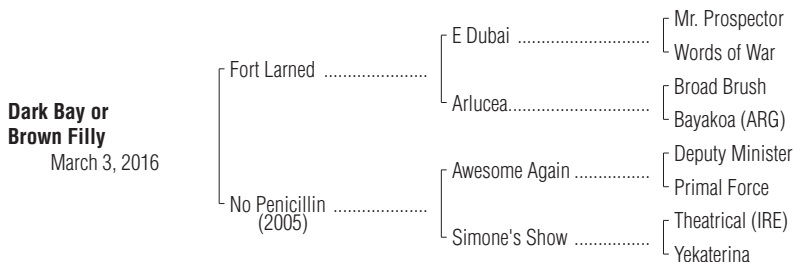 Dark Bay or
Brown Filly
March 3, 2016
Fort Larned .....................
No Penicillin ...................
(2005)
E Dubai ...........................
Arlucea............................
Awesome Again ...............
Simone's Show ...............
Mr. Prospector
Words of War
Broad Brush
Bayakoa (ARG)
Deputy Minister
Primal Force
Theatrical (IRE)
Yekaterina